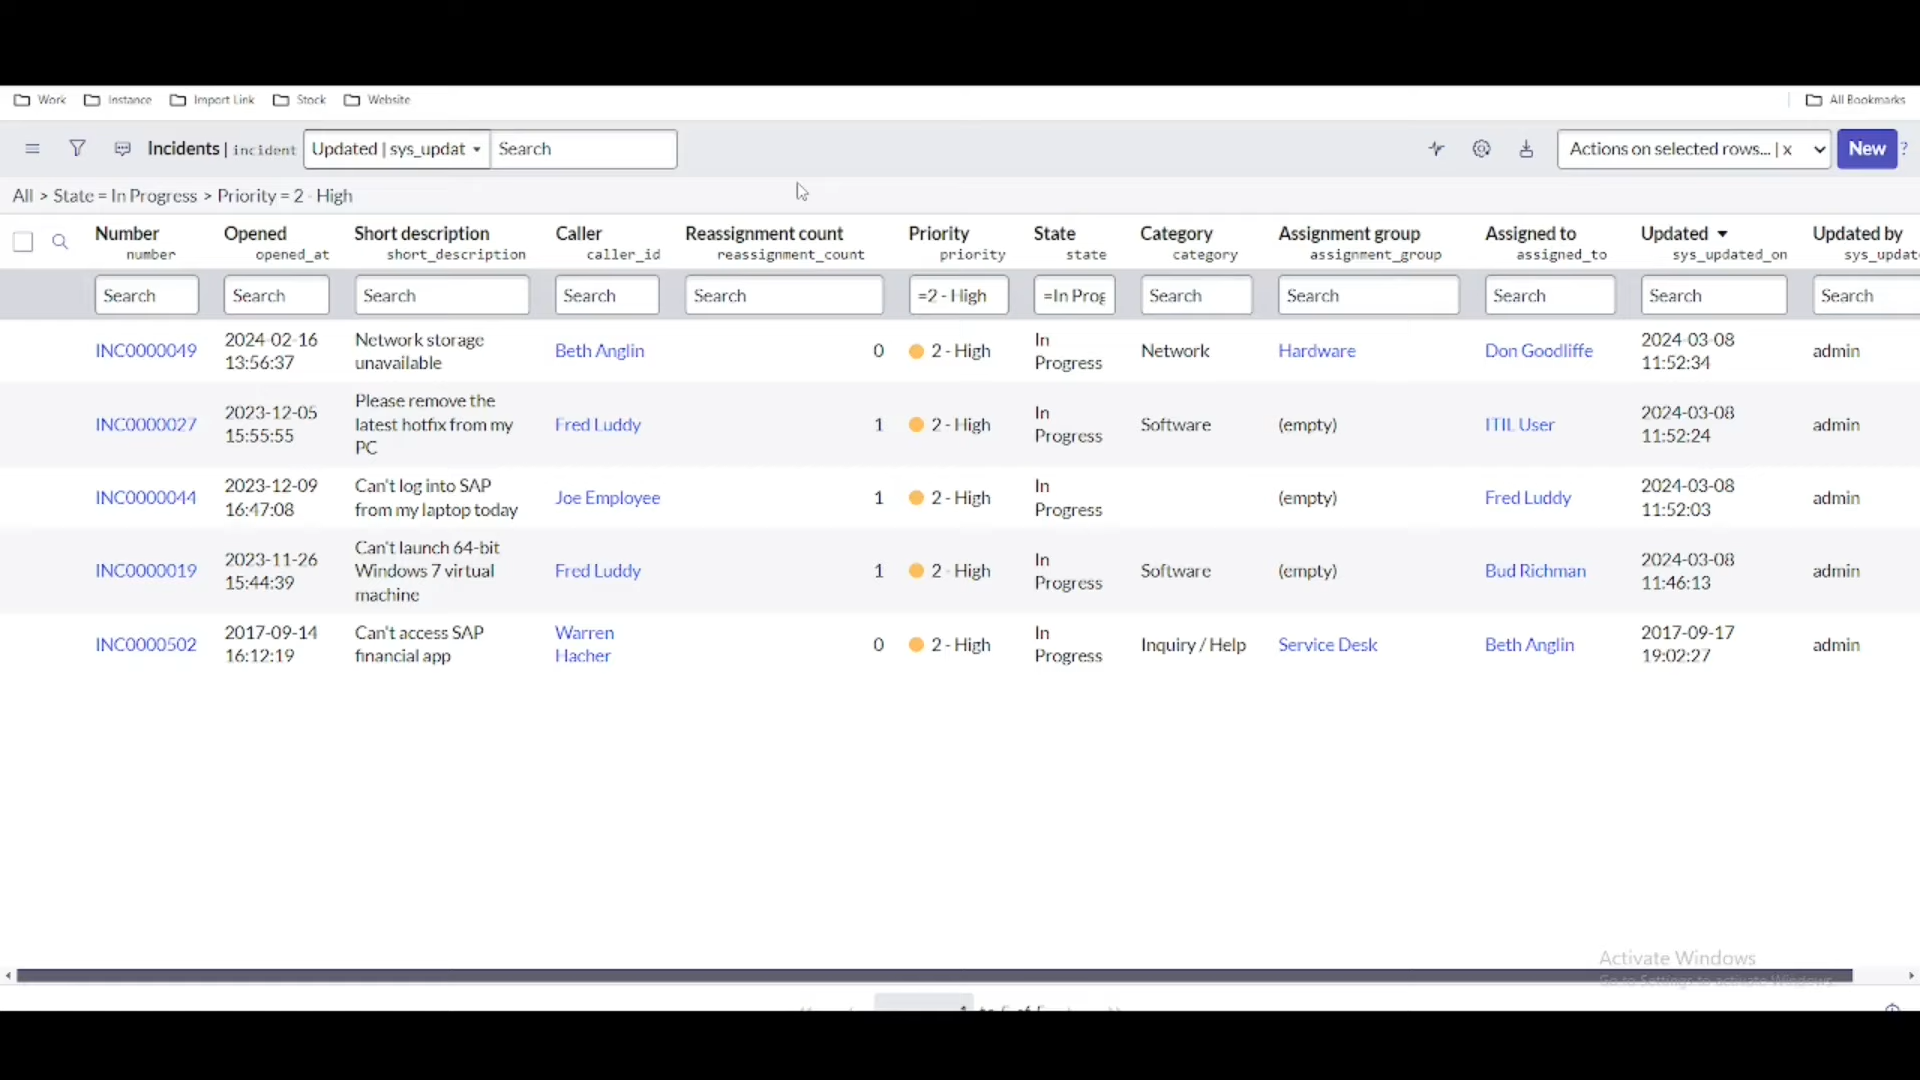 Work Instance Import Link Stock Website All Bookmarks
Incidents | incident Updated | sys_updat Search Actions on selected rows... | x New ?
All > State = In Progress > Priority = 2 - High
Number Opened Short description Caller Reassignment count Priority State Category Assignment group Assigned to Updated Updated by
number opened_at short_description caller_id reassignment_count priority state category assignment_group assigned_to sys_updated_on sys_update
Search Search Search Search Search =2 - High =In Prog Search Search Search Search Search
INC0000049 2024-02-16 13:56:37 Network storage unavailable Beth Anglin 0 2 - High In Progress Network Hardware Don Goodliffe 2024-03-08 11:52:34 admin
INC0000027 2023-12-05 15:55:55 Please remove the latest hotfix from my PC Fred Luddy 1 2 - High In Progress Software (empty) ITIL User 2024-03-08 11:52:24 admin
INC0000044 2023-12-09 16:47:08 Can't log into SAP from my laptop today Joe Employee 1 2 - High In Progress (empty) Fred Luddy 2024-03-08 11:52:03 admin
INC0000019 2023-11-26 15:44:39 Can't launch 64-bit Windows 7 virtual machine Fred Luddy 1 2 - High In Progress Software (empty) Bud Richman 2024-03-08 11:46:13 admin
INC0000502 2017-09-14 16:12:19 Can't access SAP financial app Warren Hacher 0 2 - High In Progress Inquiry / Help Service Desk Beth Anglin 2017-09-17 19:02:27 admin
Activate Windows
Go to Settings to activate Windows.